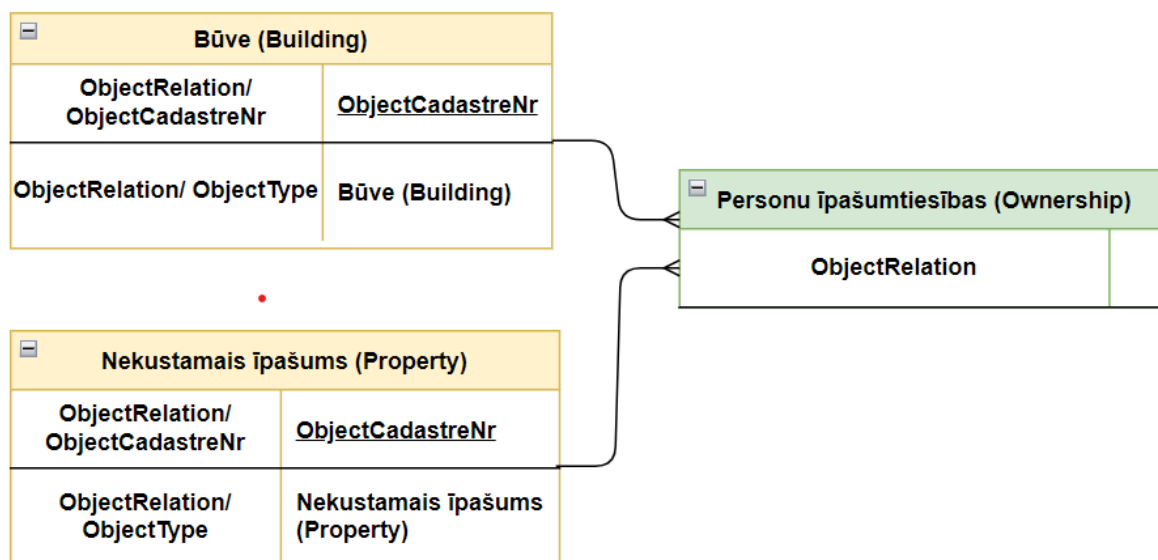 Būve (Building)
ObjectRelation/
ObjectCadastreNr
ObjectCadastreNr
ObjectRelation/ ObjectType
Būve (Building)
Personu īpašumtiesības (Ownership)
ObjectRelation
Nekustamais īpašums (Property)
ObjectRelation/
ObjectCadastreNr
ObjectCadastreNr
ObjectRelation/
ObjectType
Nekustamais īpašums
(Property)